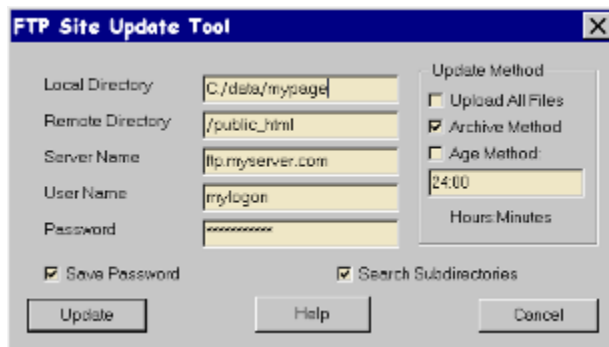 FTP Site Update Tool
Local Directory
C:/data/mypage
Remote Directory
/public_html
Server Name
ftp.myserver.com
User Name
mylogon
Password
***********
Save Password
Search Subdirectories
Update Method
Upload All Files
Archive Method
Age Method:
24:00
Hours:Minutes
Update
Help
Cancel